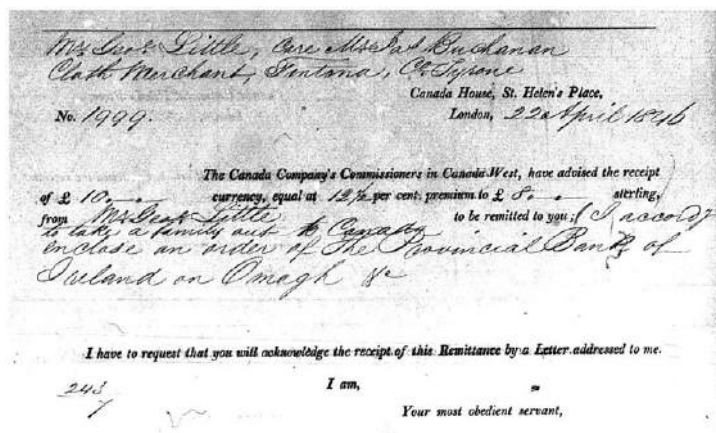 Mr Geo. Little, Care Mr Jas Buchanan
Cloth Merchant, Fintona, Co. Tyrone
Canada House, St. Helen's Place,
No. 1999. London, 22d April 1846
The Canada Company's Commissioners in Canada West, have advised the receipt
of £ 10. currency, equal at 12½ per cent. premium to £ 8. sterling,
from Mr Geo. Little to be remitted to you; I accordy
to take a family out to Canada
enclose an order of The Provincial Bank of
Ireland on Omagh &c
I have to request that you will acknowledge the receipt of this Remittance by a Letter addressed to me.
243
7
I am,
Your most obedient servant,